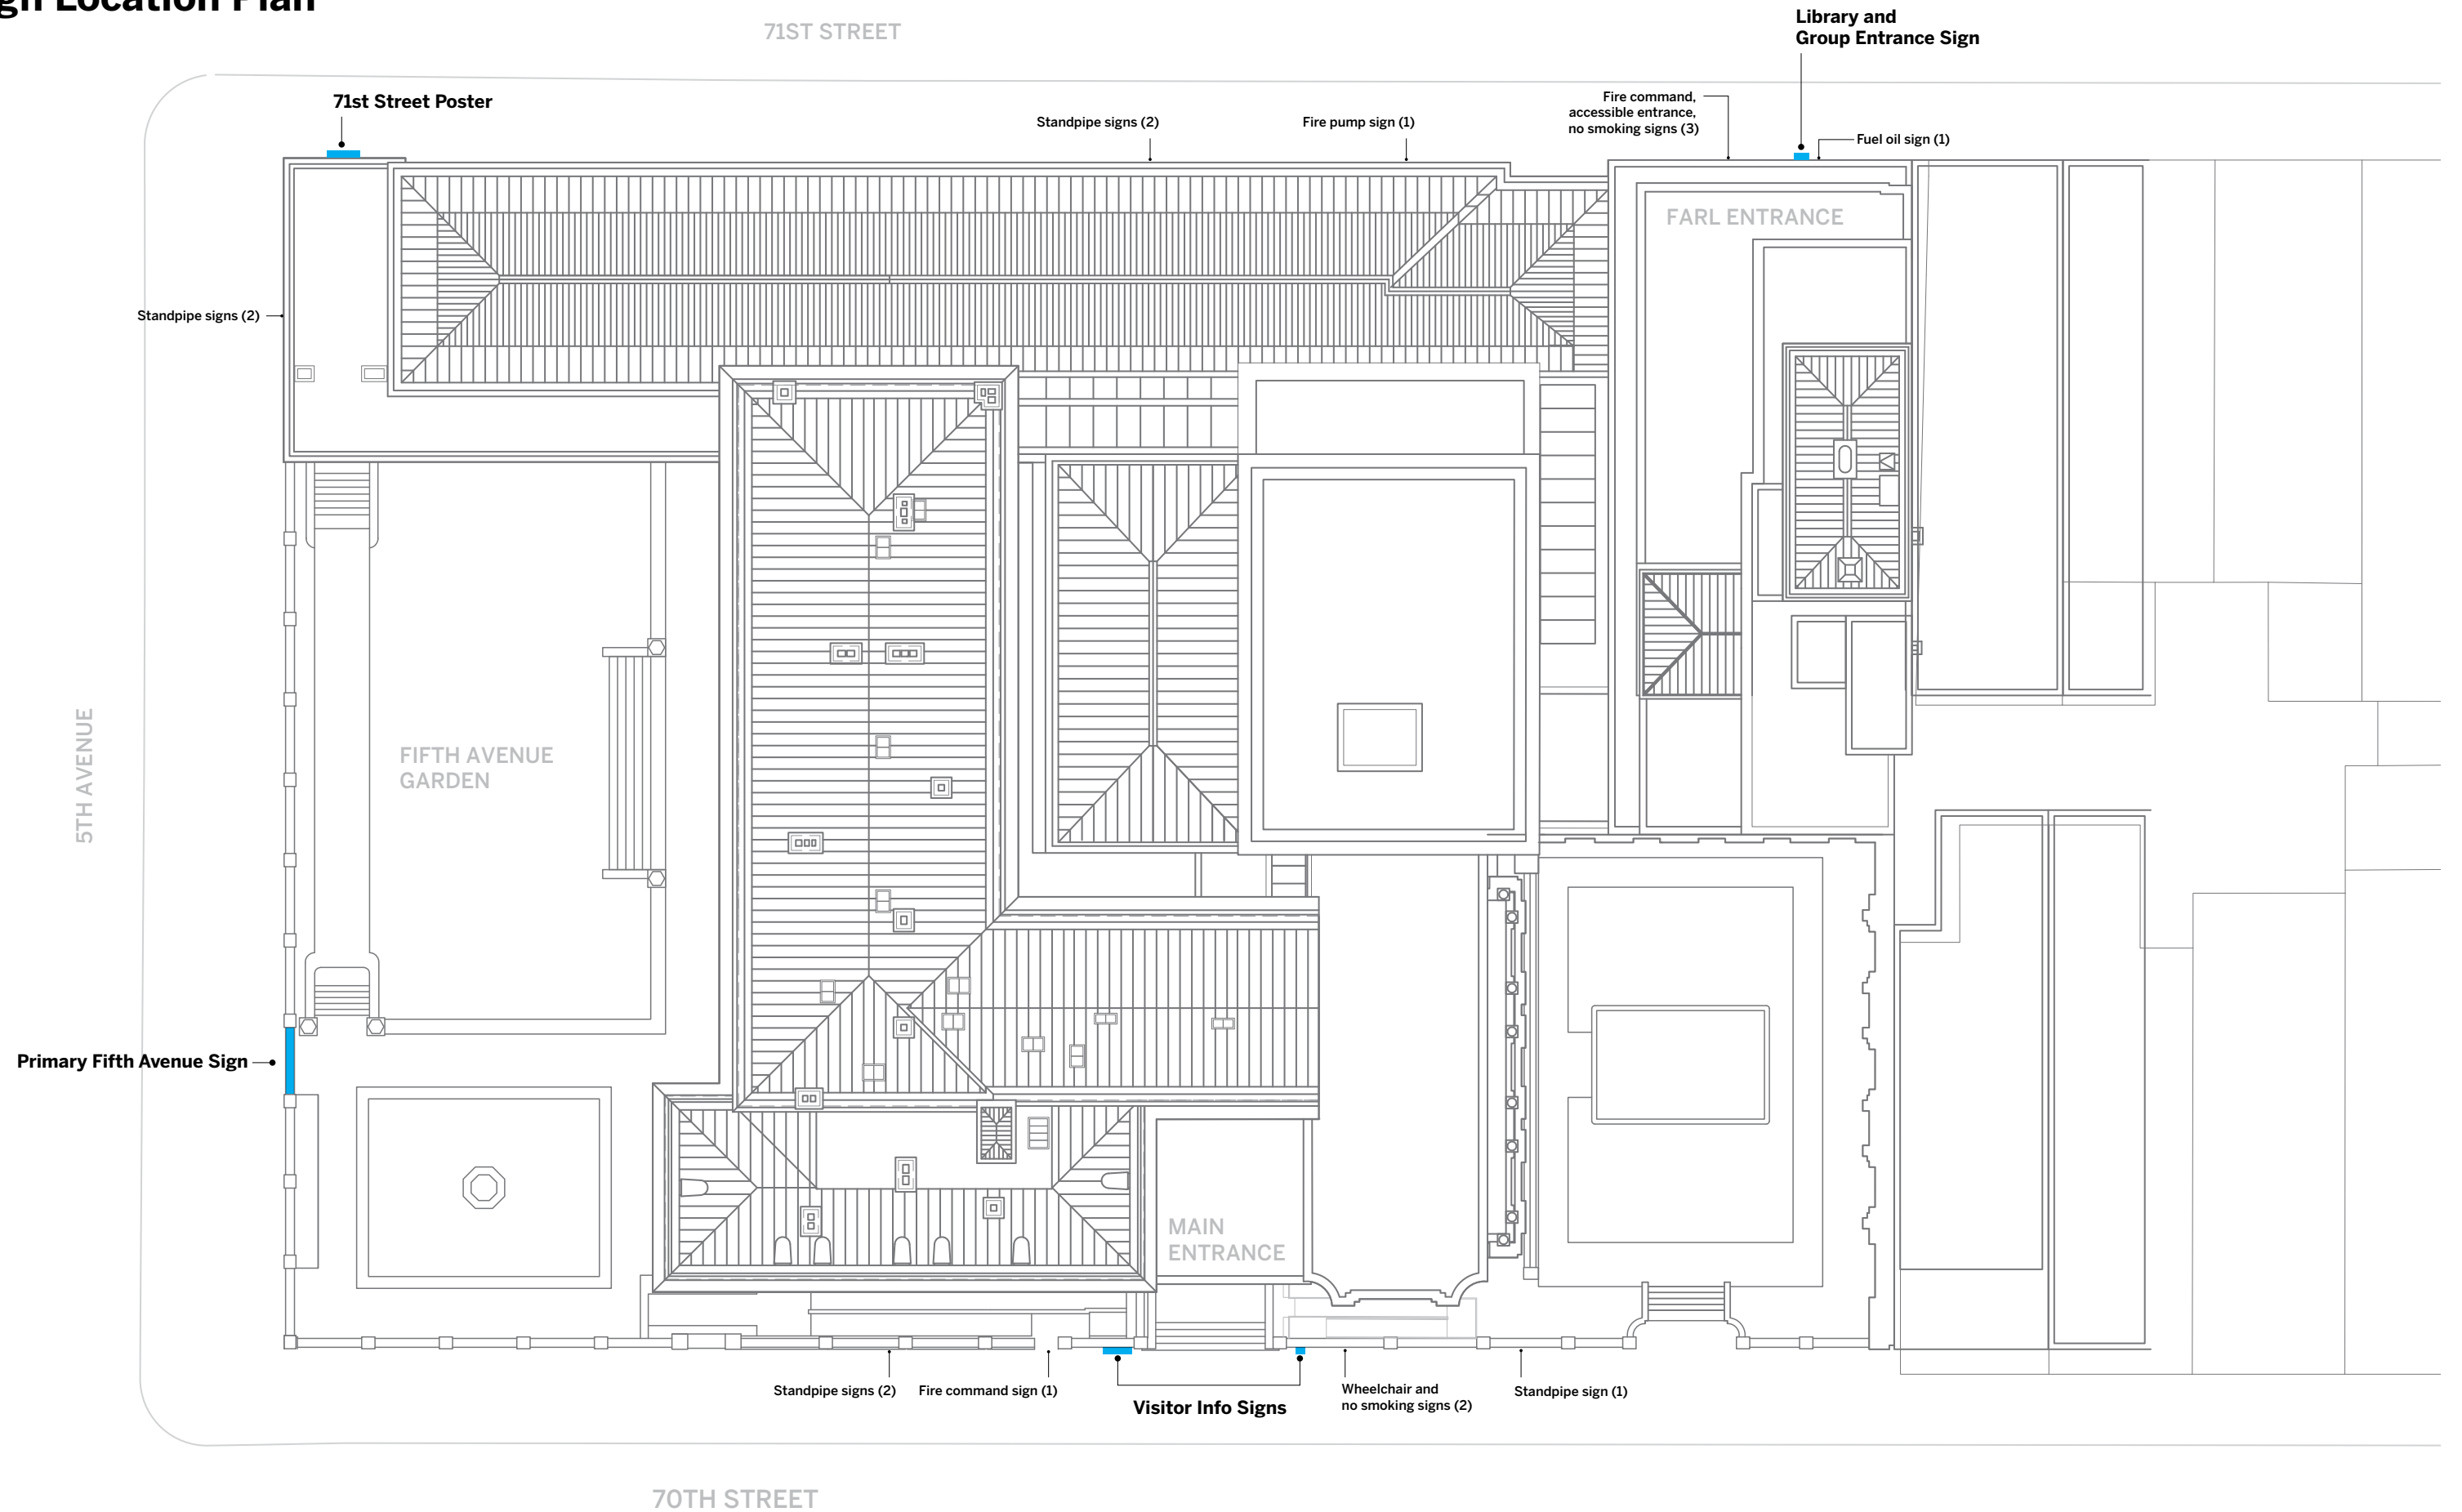 gn Location Plan
71ST STREET
Library and
Group Entrance Sign
71st Street Poster
Fire command,
accessible entrance,
no smoking signs (3)
Standpipe signs (2)
Fire pump sign (1)
Fuel oil sign (1)
FARL ENTRANCE
Standpipe signs (2)
5TH AVENUE
FIFTH AVENUE
GARDEN
Primary Fifth Avenue Sign
MAIN
ENTRANCE
Standpipe signs (2)
Fire command sign (1)
Visitor Info Signs
Wheelchair and
no smoking signs (2)
Standpipe sign (1)
70TH STREET